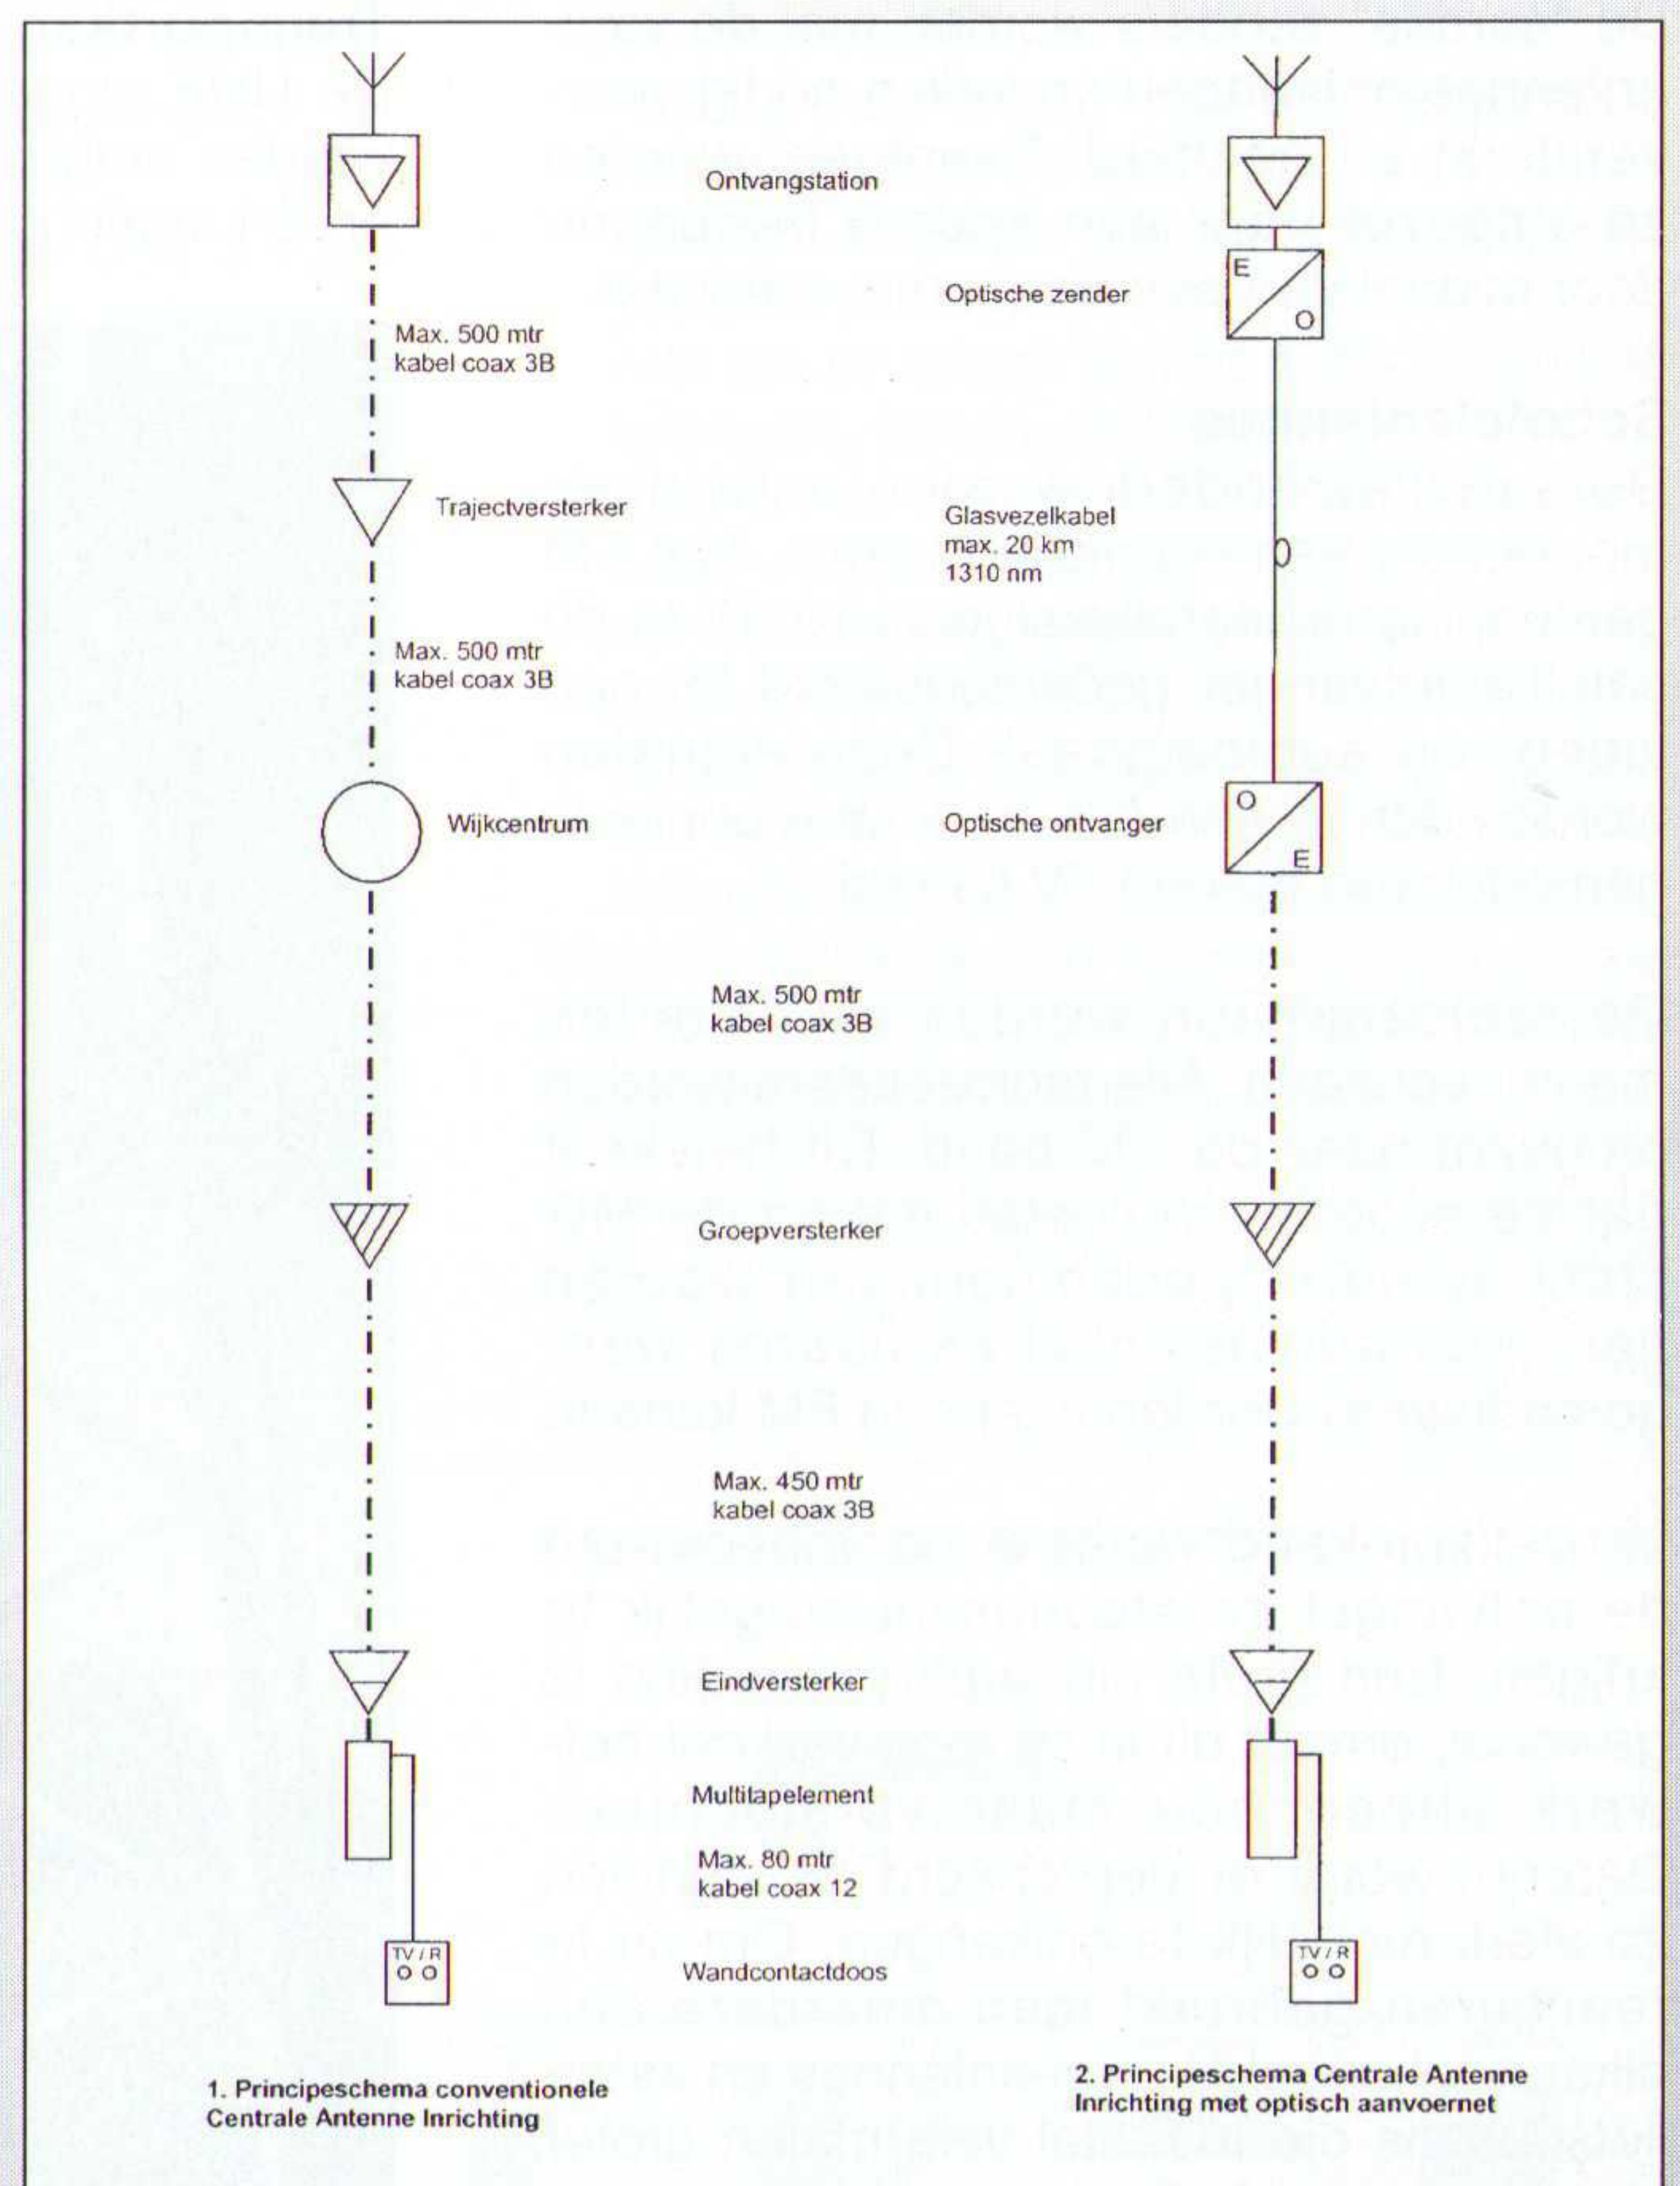 Ontvangstation
E
O
Optische zender
Max. 500 mtr
kabel coax 3B
Trajectversterker
Glasvezelkabel
max. 20 km
1310 nm
Max. 500 mtr
kabel coax 3B
Wijkcentrum
Optische ontvanger
O
E
Max. 500 mtr
kabel coax 3B
Groepversterker
Max. 450 mtr
kabel coax 3B
Eindversterker
Multitapelement
Max. 80 mtr
kabel coax 12
TV / R
Wandcontactdoos
TV / R
1. Principeschema conventionele
Centrale Antenne Inrichting
2. Principeschema Centrale Antenne
Inrichting met optisch aanvoernet